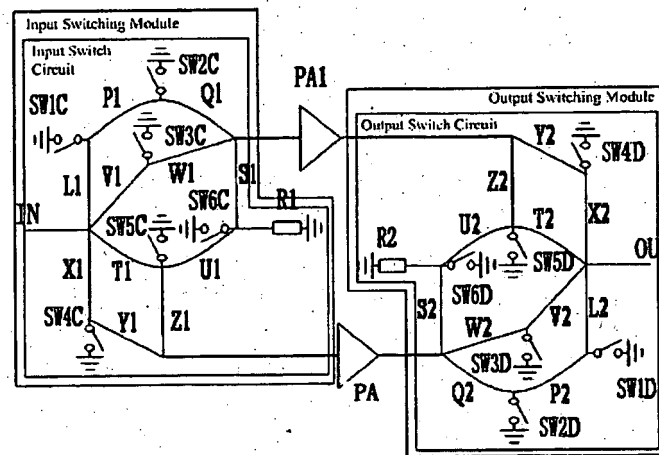 Input Switching Module
Input Switch
Circuit
SW2C
PA1
P1
Q1
Output Switching Module
SW1C
SW3C
Output Switch Circuit
Y2
SW4D
V1
W1
L1
S1
Z2
X2
SW6C
R1
IN
SW5C
U2
T2
R2
OU
X1
T1
U1
SW5D
SW6D
SW4C
Y1
Z1
S2
W2
V2
L2
SW3D
PA
Q2
P2
SW1D
SW2D